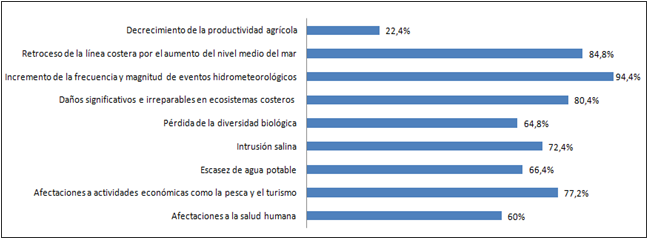 Decrecimiento de la productividad agrícola 22,4%
Retroceso de la línea costera por el aumento del nivel medio del mar 84,8%
Incremento de la frecuencia y magnitud de eventos hidrometeorológicos 94,4%
Daños significativos e irreparables en ecosistemas costeros 80,4%
Pérdida de la diversidad biológica 64,8%
Intrusión salina 72,4%
Escasez de agua potable 66,4%
Afectaciones a actividades económicas como la pesca y el turismo 77,2%
Afectaciones a la salud humana 60%